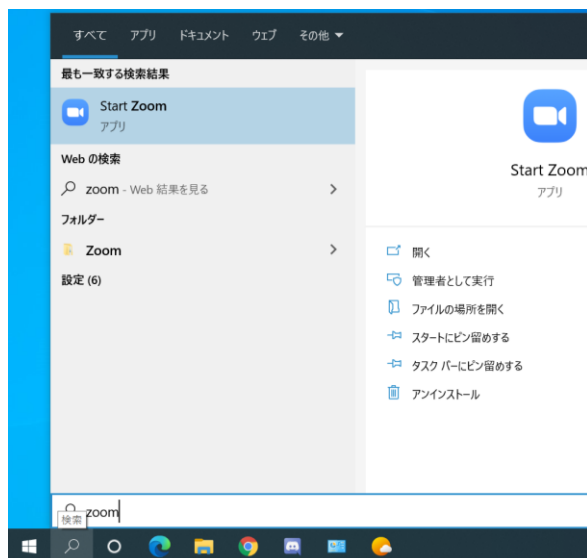 すべて アプリ ドキュメント ウェブ その他 ▼
最も一致する検索結果
Start Zoom
アプリ
Web の検索
zoom - Web 結果を見る
フォルダー
Zoom
設定 (6)
Start Zoom
アプリ
開く
管理者として実行
ファイルの場所を開く
スタートにピン留めする
タスク バーにピン留めする
アンインストール
zoom
検索